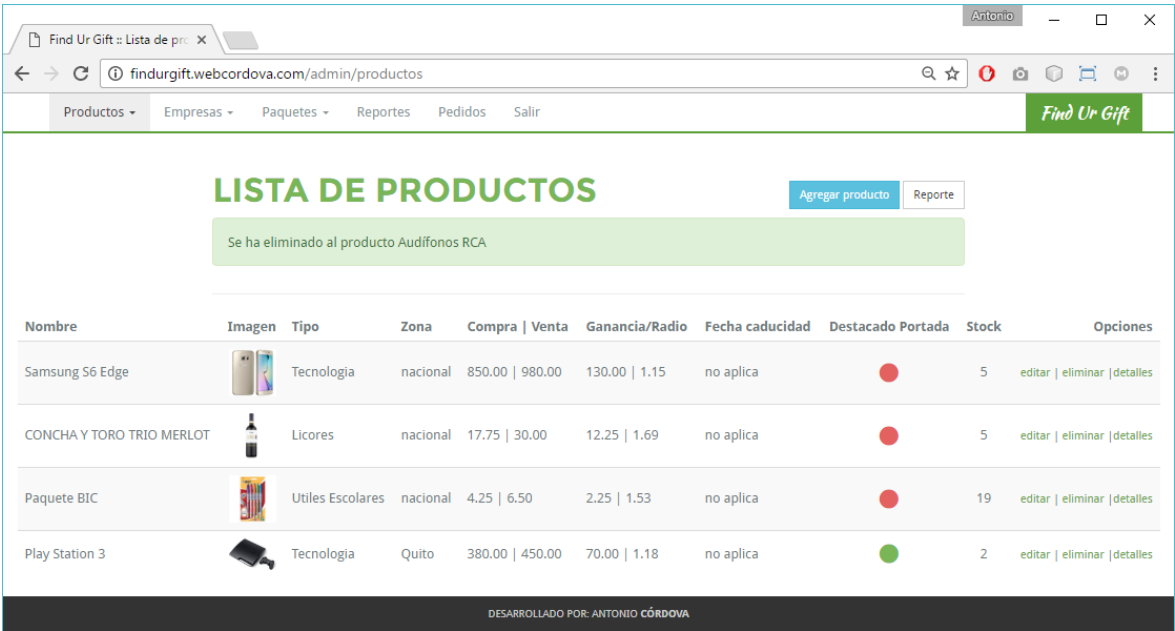 Antonio
Find Ur Gift :: Lista de pro
findurgift.webcordova.com/admin/productos
Productos Empresas Paquetes Reportes Pedidos Salir Find Ur Gift
LISTA DE PRODUCTOS Agregar producto Reporte
Se ha eliminado al producto Audífonos RCA
Nombre Imagen Tipo Zona Compra | Venta Ganancia/Radio Fecha caducidad Destacado Portada Stock Opciones
Samsung S6 Edge Tecnologia nacional 850.00 | 980.00 130.00 | 1.15 no aplica 5 editar | eliminar |detalles
CONCHA Y TORO TRIO MERLOT Licores nacional 17.75 | 30.00 12.25 | 1.69 no aplica 5 editar | eliminar |detalles
Paquete BIC Utiles Escolares nacional 4.25 | 6.50 2.25 | 1.53 no aplica 19 editar | eliminar |detalles
Play Station 3 Tecnologia Quito 380.00 | 450.00 70.00 | 1.18 no aplica 2 editar | eliminar |detalles
DESARROLLADO POR: ANTONIO CÓRDOVA